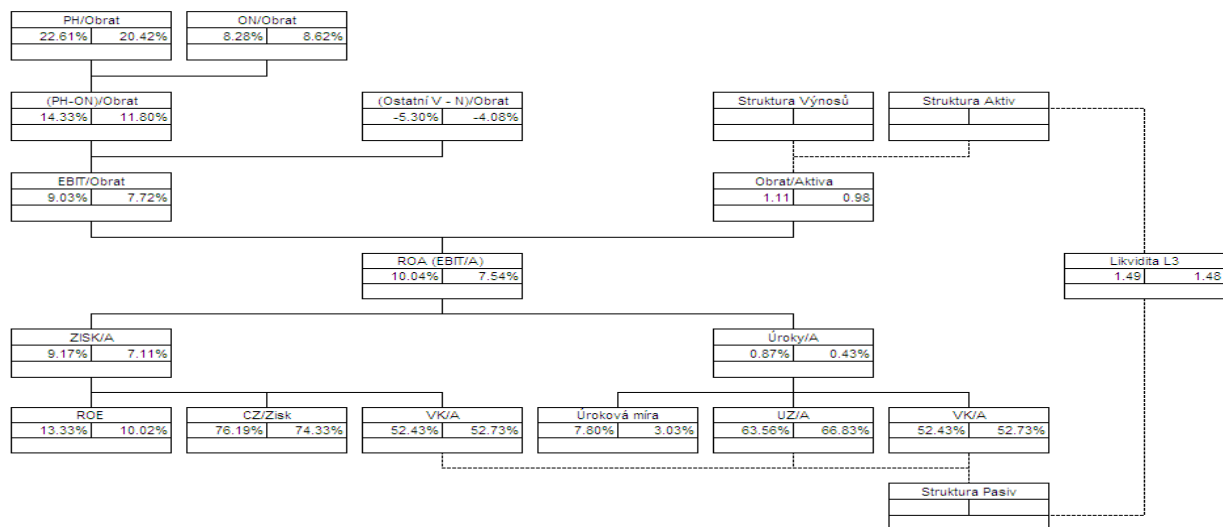 PH/Obrat ON/Obrat
22.61% 20.42% 8.28% 8.62%
(PH-ON)/Obrat (Ostatní V - N)/Obrat Struktura Výnosů Struktura Aktiv
14.33% 11.80% -5.30% -4.08%
EBIT/Obrat Obrat/Aktiva
9.03% 7.72% 1.11 0.98
ROA (EBIT/A) Likvidita L3
10.04% 7.54% 1.49 1.48
ZISK/A Úroky/A
9.17% 7.11% 0.87% 0.43%
ROE CZ/Zisk VK/A Úroková míra UZ/A VK/A
13.33% 10.02% 76.19% 74.33% 52.43% 52.73% 7.80% 3.03% 63.56% 66.83% 52.43% 52.73%
Struktura Pasiv